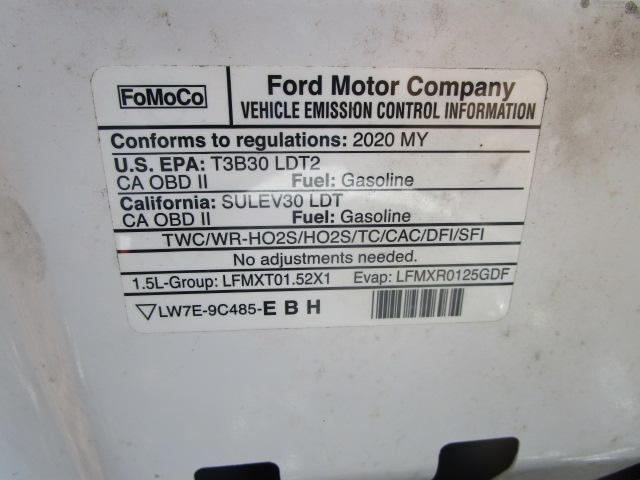 FoMoCo
Ford Motor Company
VEHICLE EMISSION CONTROL INFORMATION
Conforms to regulations: 2020 MY
U.S. EPA: T3B30 LDT2
CA OBD II Fuel: Gasoline
California: SULEV30 LDT
CA OBD II Fuel: Gasoline
TWC/WR-HO2S/HO2S/TC/CAC/DFI/SFI
No adjustments needed.
1.5L-Group: LFMXT01.52X1 Evap: LFMXR0125GDF
LW7E-9C485-E B H